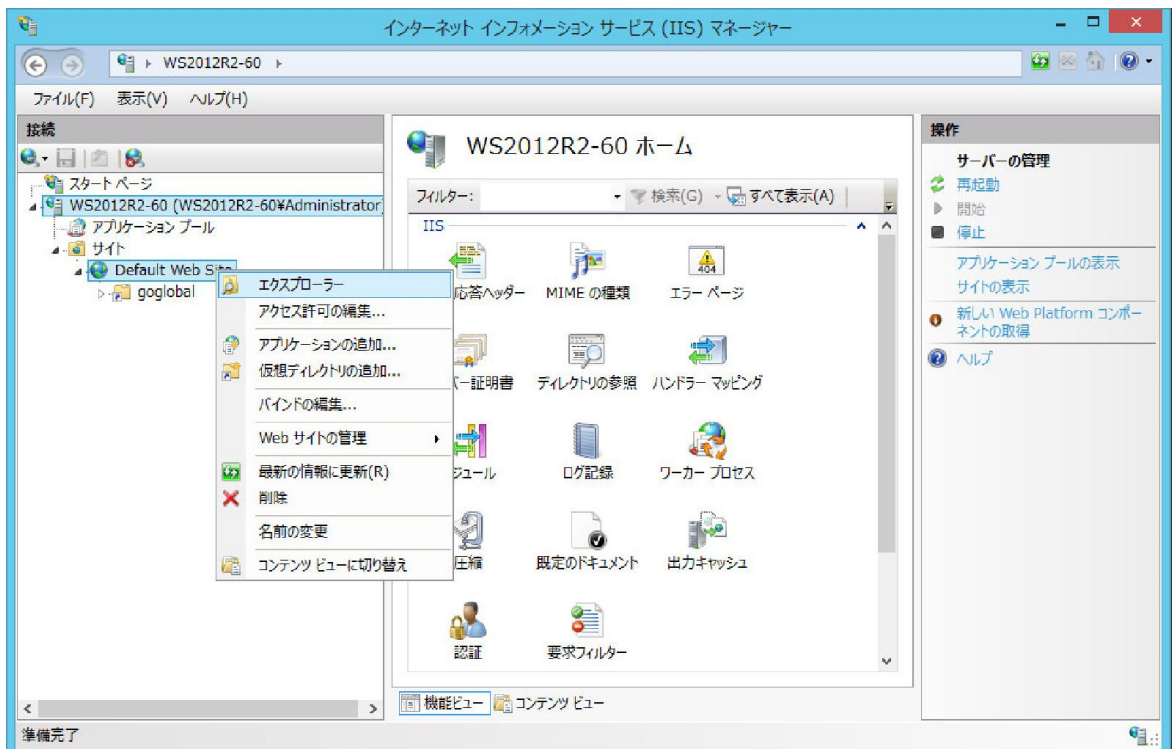 インターネット インフォメーション サービス (IIS) マネージャー
WS2012R2-60
ファイル(F) 表示(V) ヘルプ(H)
接続
スタート ページ
WS2012R2-60 (WS2012R2-60¥Administrator
アプリケーション プール
サイト
Default Web Site
goglobal
エクスプローラー
アクセス許可の編集...
アプリケーションの追加...
仮想ディレクトリの追加...
バインドの編集...
Web サイトの管理
最新の情報に更新(R)
削除
名前の変更
コンテンツ ビューに切り替え
WS2012R2-60 ホーム
フィルター: 検索(G) すべて表示(A)
IIS
応答ヘッダー MIME の種類 404 エラー ページ
バー証明書 ディレクトリの参照 ハンドラー マッピング
ジュール ログ記録 ワーカー プロセス
圧縮 既定のドキュメント 出力キャッシュ
認証 要求フィルター
機能ビュー コンテンツ ビュー
操作
サーバーの管理
再起動
開始
停止
アプリケーション プールの表示
サイトの表示
新しい Web Platform コンポー
ネントの取得
ヘルプ
準備完了